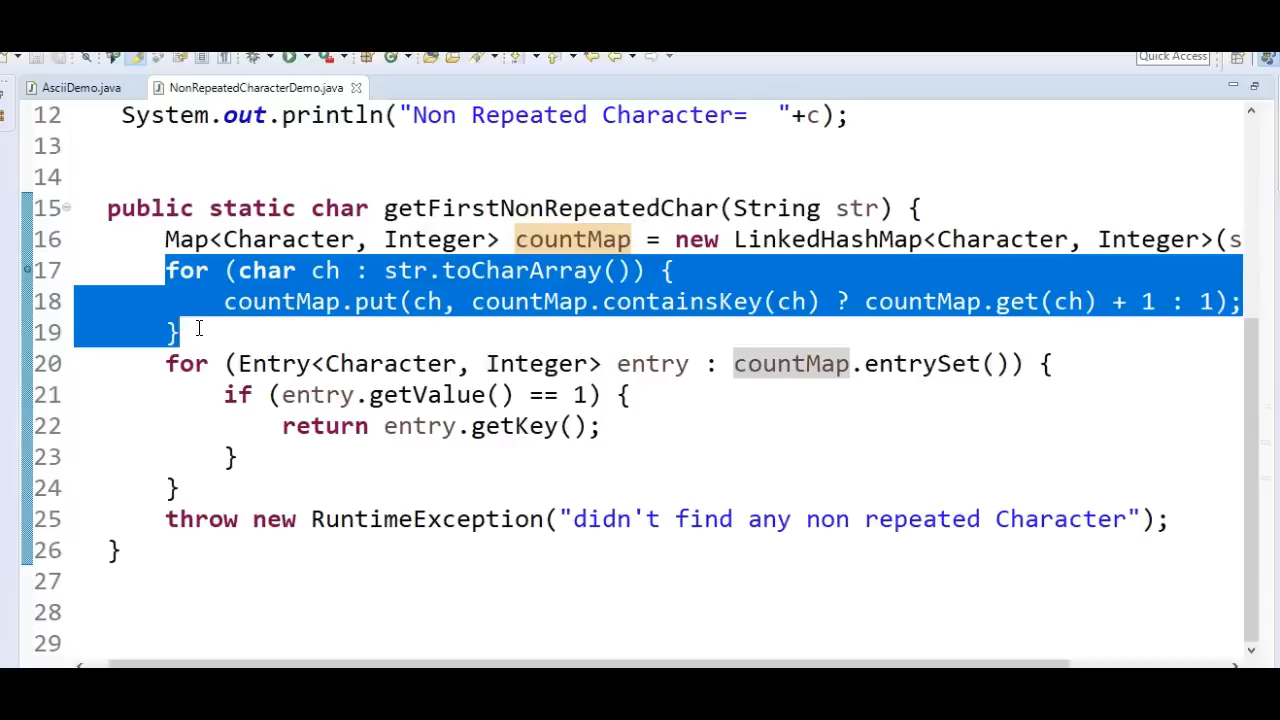 Quick Access
AsciiDemo.java
NonRepeatedCharacterDemo.java
12 System.out.println("Non Repeated Character= "+c);
13
14
15 public static char getFirstNonRepeatedChar(String str) {
16 Map<Character, Integer> countMap = new LinkedHashMap<Character, Integer>(s
17 for (char ch : str.toCharArray()) {
18 countMap.put(ch, countMap.containsKey(ch) ? countMap.get(ch) + 1 : 1);
19 }
20 for (Entry<Character, Integer> entry : countMap.entrySet()) {
21 if (entry.getValue() == 1) {
22 return entry.getKey();
23 }
24 }
25 throw new RuntimeException("didn't find any non repeated Character");
26 }
27
28
29